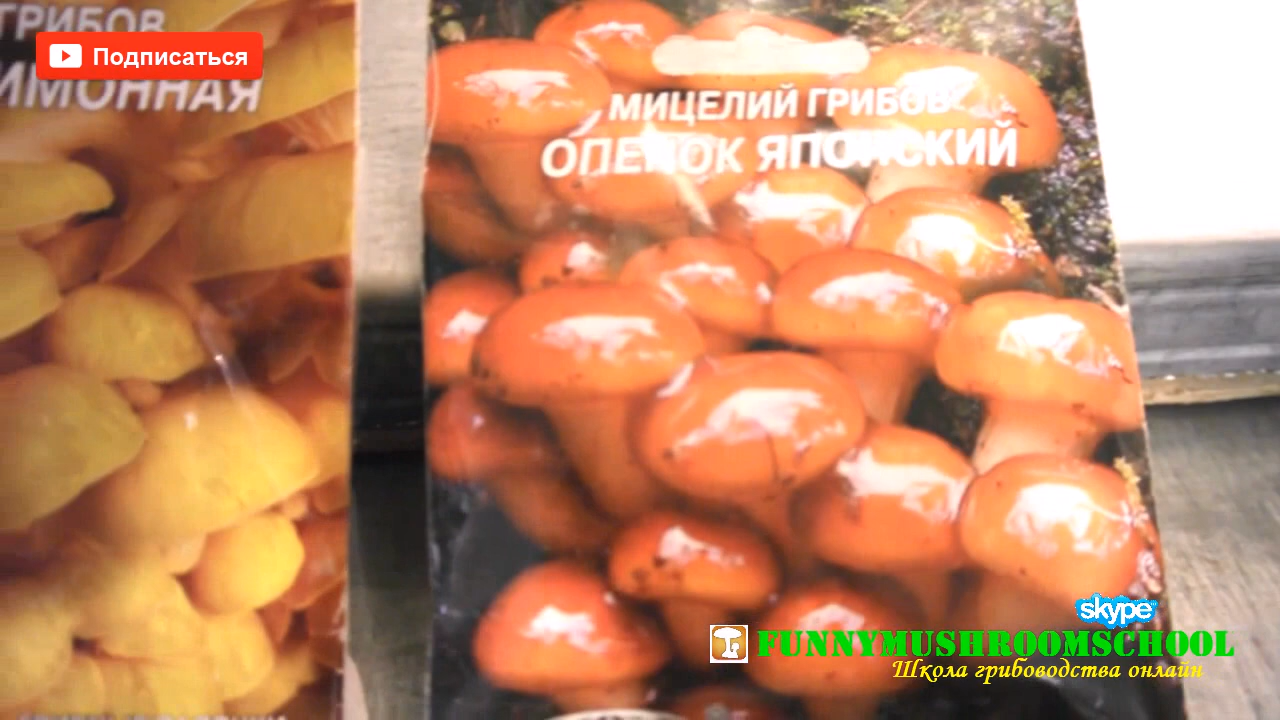 ГРИБОВ
ИМОННАЯ
Подписаться
МИЦЕЛИЙ ГРИБОВ
ОПЕНОК ЯПОНСКИЙ
skype
FUNNYMUSHROOMSCHOOL
Школа грибоводства онлайн